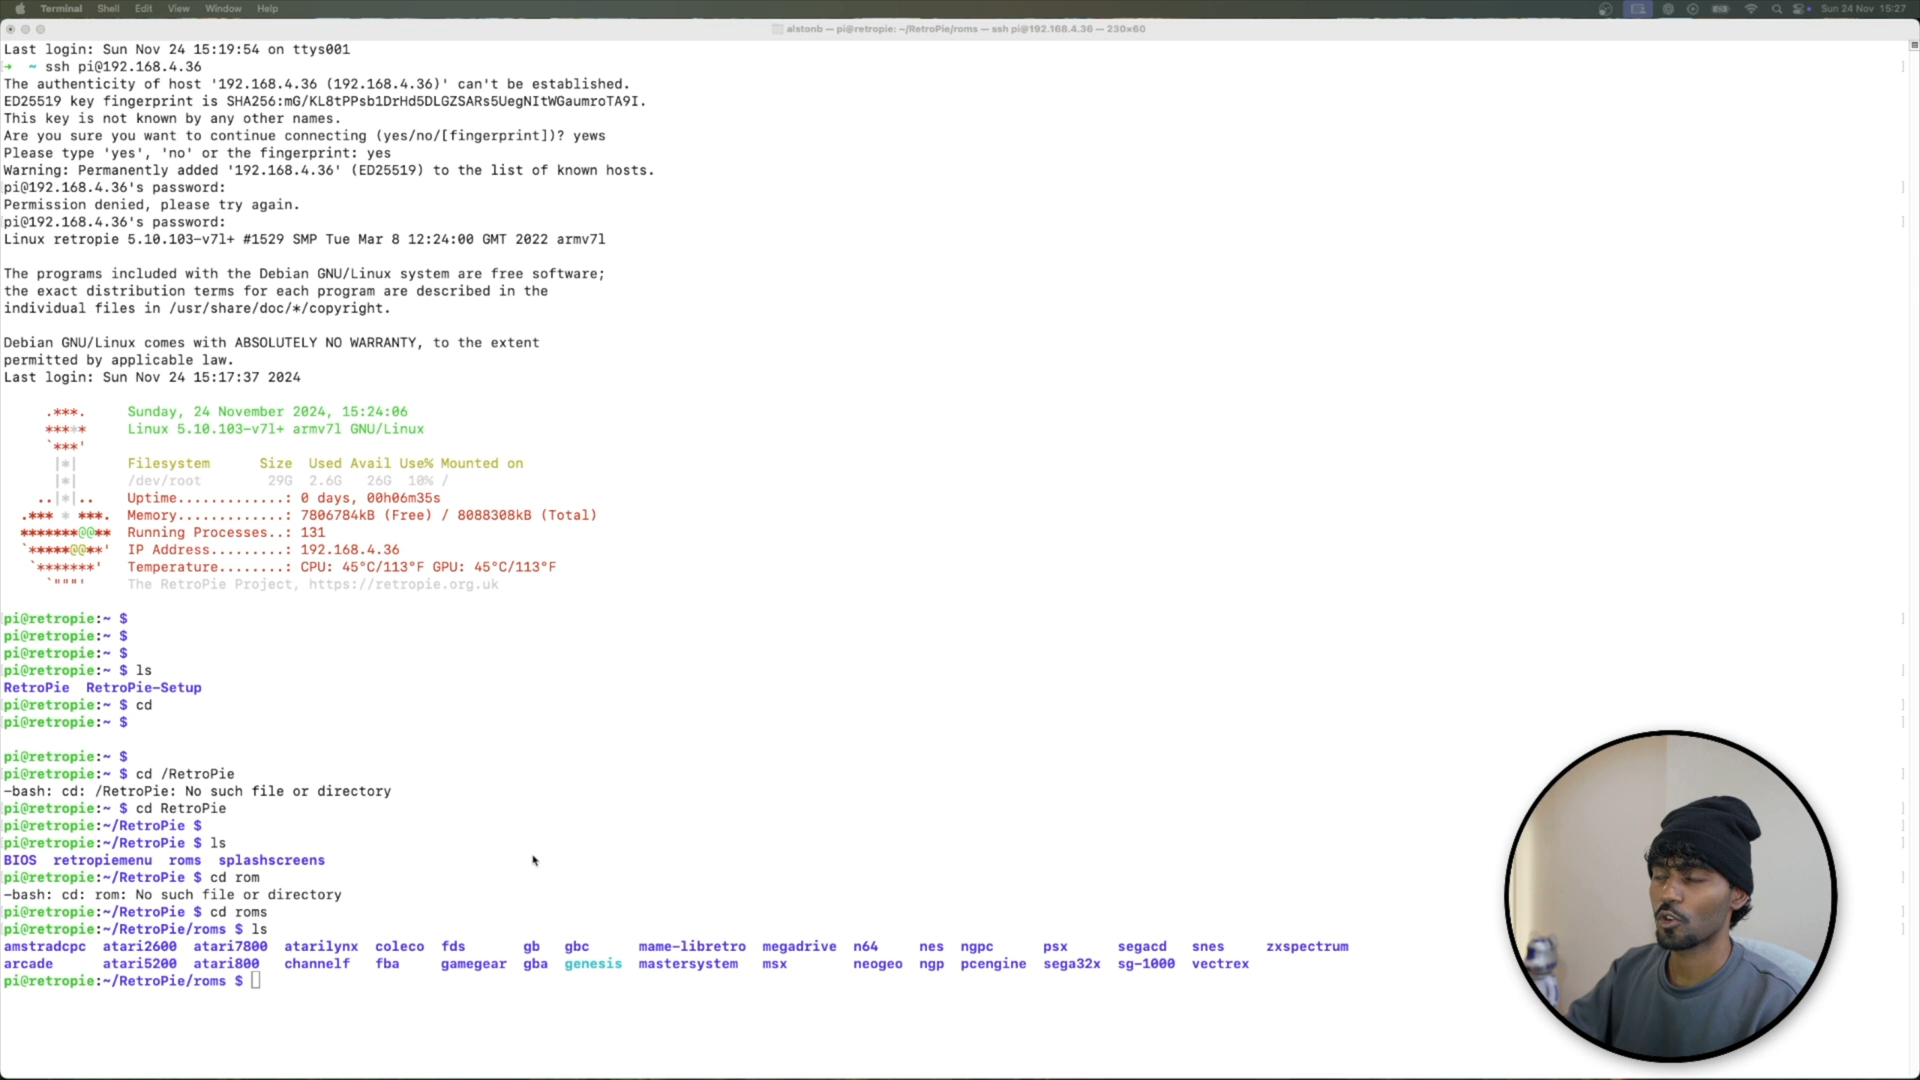 Terminal Shell Edit View Window Help Sun 24 Nov 15:27
alstonb — pi@retropie: ~/RetroPie/roms — ssh pi@192.168.4.36 — 230×60
Last login: Sun Nov 24 15:19:54 on ttys001
→ ~ ssh pi@192.168.4.36
The authenticity of host '192.168.4.36 (192.168.4.36)' can't be established.
ED25519 key fingerprint is SHA256:mG/KL8tPPsb1DrHd5DLGZSARs5UegNItWGaumroTA9I.
This key is not known by any other names.
Are you sure you want to continue connecting (yes/no/[fingerprint])? yews
Please type 'yes', 'no' or the fingerprint: yes
Warning: Permanently added '192.168.4.36' (ED25519) to the list of known hosts.
pi@192.168.4.36's password:
Permission denied, please try again.
pi@192.168.4.36's password:
Linux retropie 5.10.103-v7l+ #1529 SMP Tue Mar 8 12:24:00 GMT 2022 armv7l
The programs included with the Debian GNU/Linux system are free software;
the exact distribution terms for each program are described in the
individual files in /usr/share/doc/*/copyright.
Debian GNU/Linux comes with ABSOLUTELY NO WARRANTY, to the extent
permitted by applicable law.
Last login: Sun Nov 24 15:17:37 2024
.***. Sunday, 24 November 2024, 15:24:06
***** Linux 5.10.103-v7l+ armv7l GNU/Linux
`***'
|*| Filesystem Size Used Avail Use% Mounted on
|*| /dev/root 29G 2.6G 26G 10% /
..|*|.. Uptime.............: 0 days, 00h06m35s
.*** * ***. Memory.............: 7806784kB (Free) / 8088308kB (Total)
*******@@** Running Processes..: 131
`*****@@**' IP Address.........: 192.168.4.36
`*******' Temperature........: CPU: 45°C/113°F GPU: 45°C/113°F
`"""' The RetroPie Project, https://retropie.org.uk
pi@retropie:~ $
pi@retropie:~ $
pi@retropie:~ $
pi@retropie:~ $ ls
RetroPie RetroPie-Setup
pi@retropie:~ $ cd
pi@retropie:~ $
pi@retropie:~ $
pi@retropie:~ $ cd /RetroPie
-bash: cd: /RetroPie: No such file or directory
pi@retropie:~ $ cd RetroPie
pi@retropie:~/RetroPie $
pi@retropie:~/RetroPie $ ls
BIOS retropiemenu roms splashscreens
pi@retropie:~/RetroPie $ cd rom
-bash: cd: rom: No such file or directory
pi@retropie:~/RetroPie $ cd roms
pi@retropie:~/RetroPie/roms $ ls
amstradcpc atari2600 atari7800 atarilynx coleco fds gb gbc mame-libretro megadrive n64 nes ngpc psx segacd snes zxspectrum
arcade atari5200 atari800 channelf fba gamegear gba genesis mastersystem msx neogeo ngp pcengine sega32x sg-1000 vectrex
pi@retropie:~/RetroPie/roms $